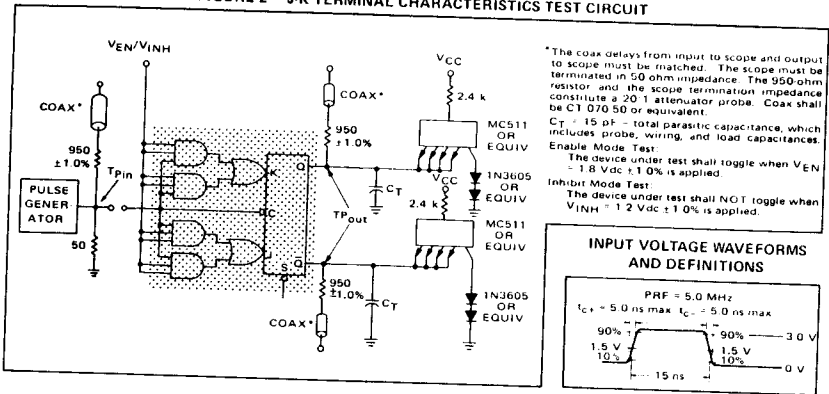 FIGURE 2 – J-K TERMINAL CHARACTERISTICS TEST CIRCUIT
VEN/VINH
COAX*
950
±1.0%
TPin
PULSE
GENER
ATOR
50
K
C
S
Q
Q̅
COAX*
950
±1.0%
TPout
CT
950
±1.0%
COAX*
CT
VCC
2.4 k
MC511
OR
EQUIV
1N3605
OR
EQUIV
VCC
2.4 k
MC511
OR
EQUIV
1N3605
OR
EQUIV
*The coax delays from input to scope and output
to scope must be matched. The scope must be
terminated in 50 ohm impedance. The 950-ohm
resistor and the scope termination impedance
constitute a 20:1 attenuator probe. Coax shall
be CT 070 50 or equivalent.
CT = 15 pF – total parasitic capacitance, which
includes probe, wiring, and load capacitances.
Enable Mode Test:
The device under test shall toggle when VEN
= 1.8 Vdc ± 1.0% is applied.
Inhibit Mode Test:
The device under test shall NOT toggle when
VINH = 1.2 Vdc ± 1.0% is applied.
INPUT VOLTAGE WAVEFORMS
AND DEFINITIONS
PRF = 5.0 MHz
tc+ = 5.0 ns max tc- = 5.0 ns max
90% 90% 3.0 V
1.5 V 1.5 V
10% 10% 0 V
15 ns